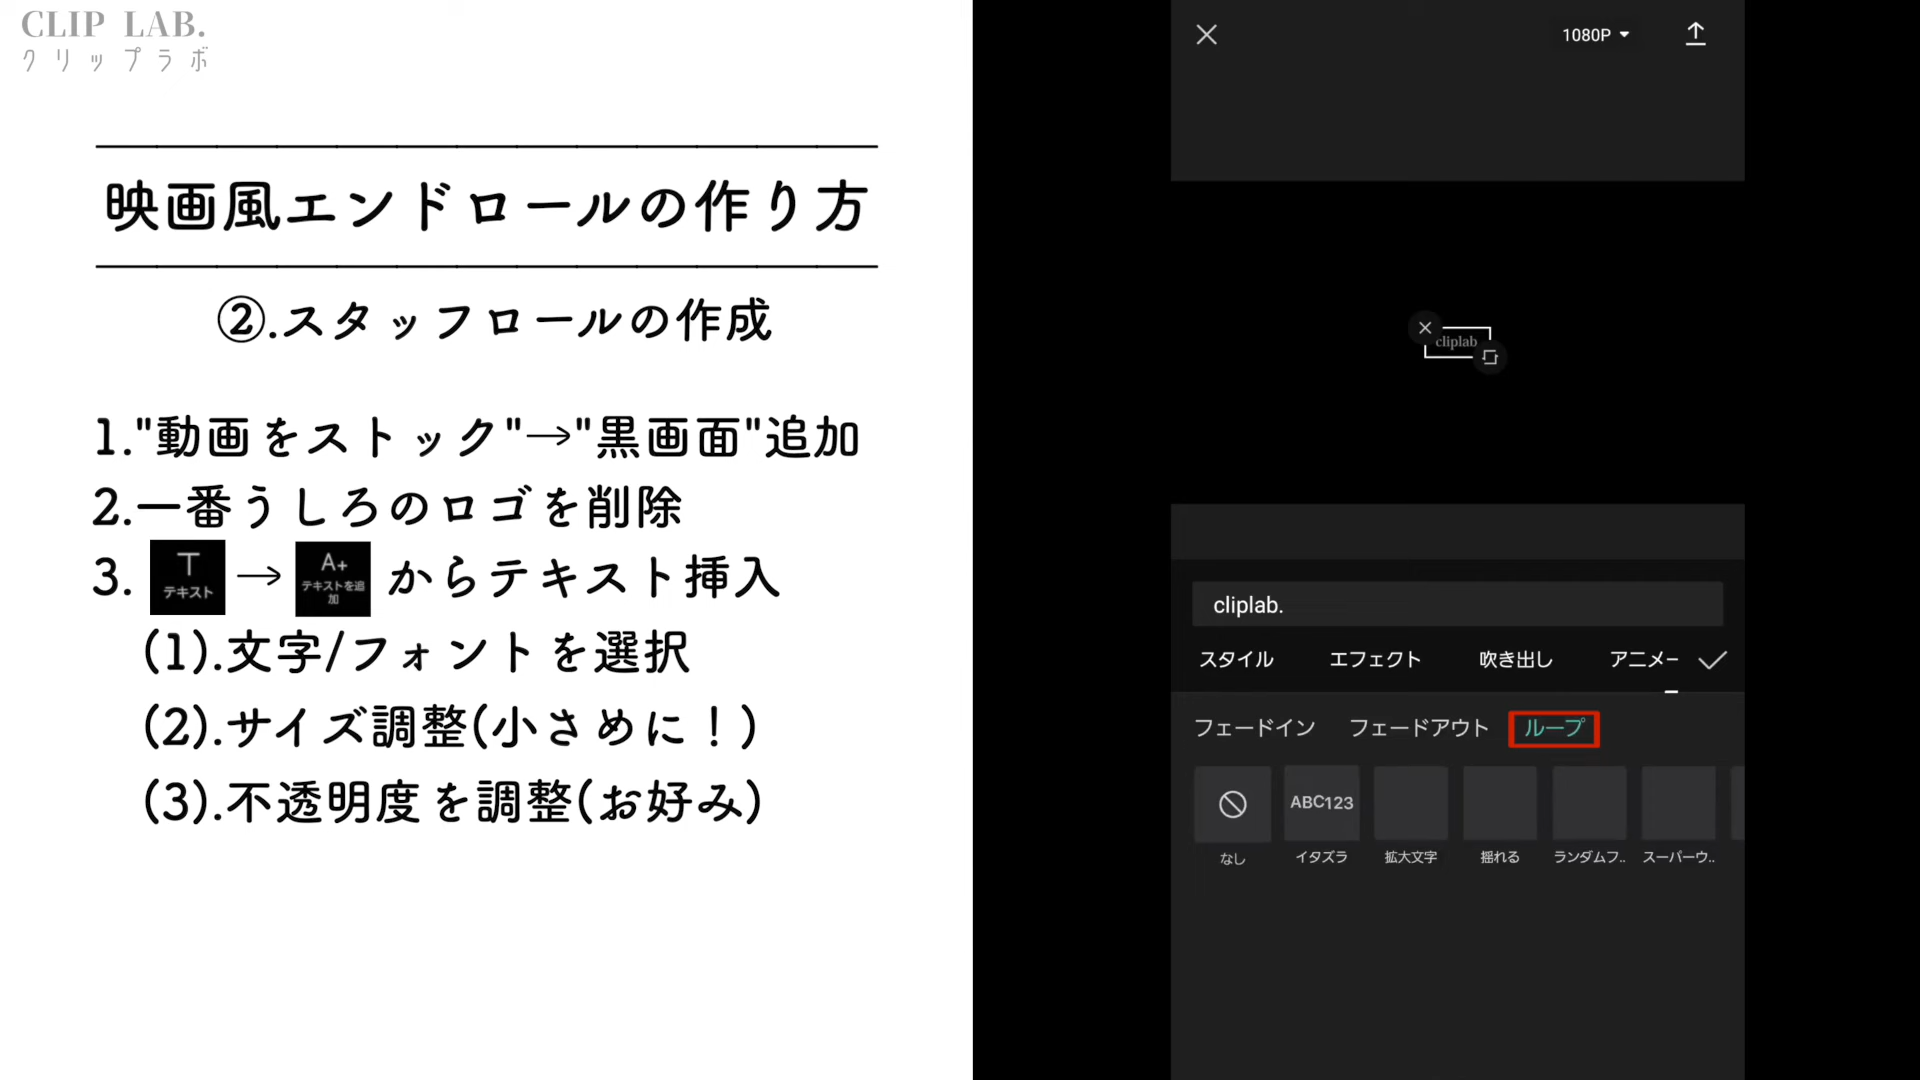 CLIP LAB.
クリップラボ
映画風エンドロールの作り方
②.スタッフロールの作成
1."動画をストック"→"黒画面"追加
2.一番うしろのロゴを削除
3. T テキスト → A+ テキストを追加 からテキスト挿入
(1).文字/フォントを選択
(2).サイズ調整(小さめに！)
(3).不透明度を調整(お好み)
1080P
cliplab
cliplab.
スタイル エフェクト 吹き出し アニメー
フェードイン フェードアウト ループ
ABC123
なし イタズラ 拡大文字 揺れる ランダムフ.. スーパーウ..